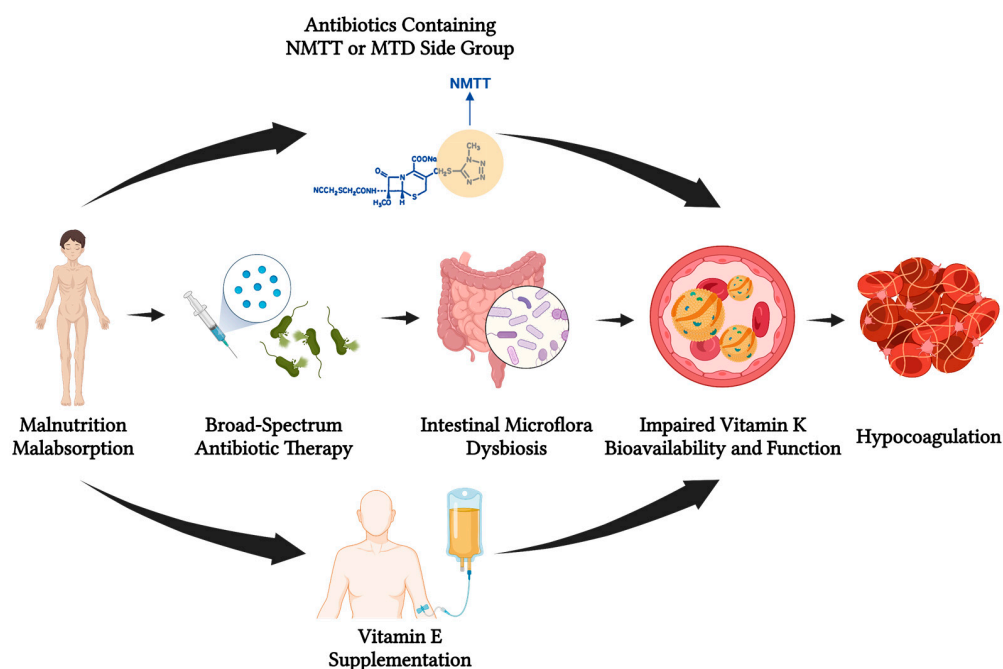 Antibiotics Containing
NMTT or MTD Side Group
NMTT
CH₃
COONa
O
N
CH₂S
N
N
N
N
NCCH₂SCH₂CONH
H₃CO
H
S
Malnutrition
Malabsorption
Broad-Spectrum
Antibiotic Therapy
Intestinal Microflora
Dysbiosis
Impaired Vitamin K
Bioavailability and Function
Hypocoagulation
Vitamin E
Supplementation